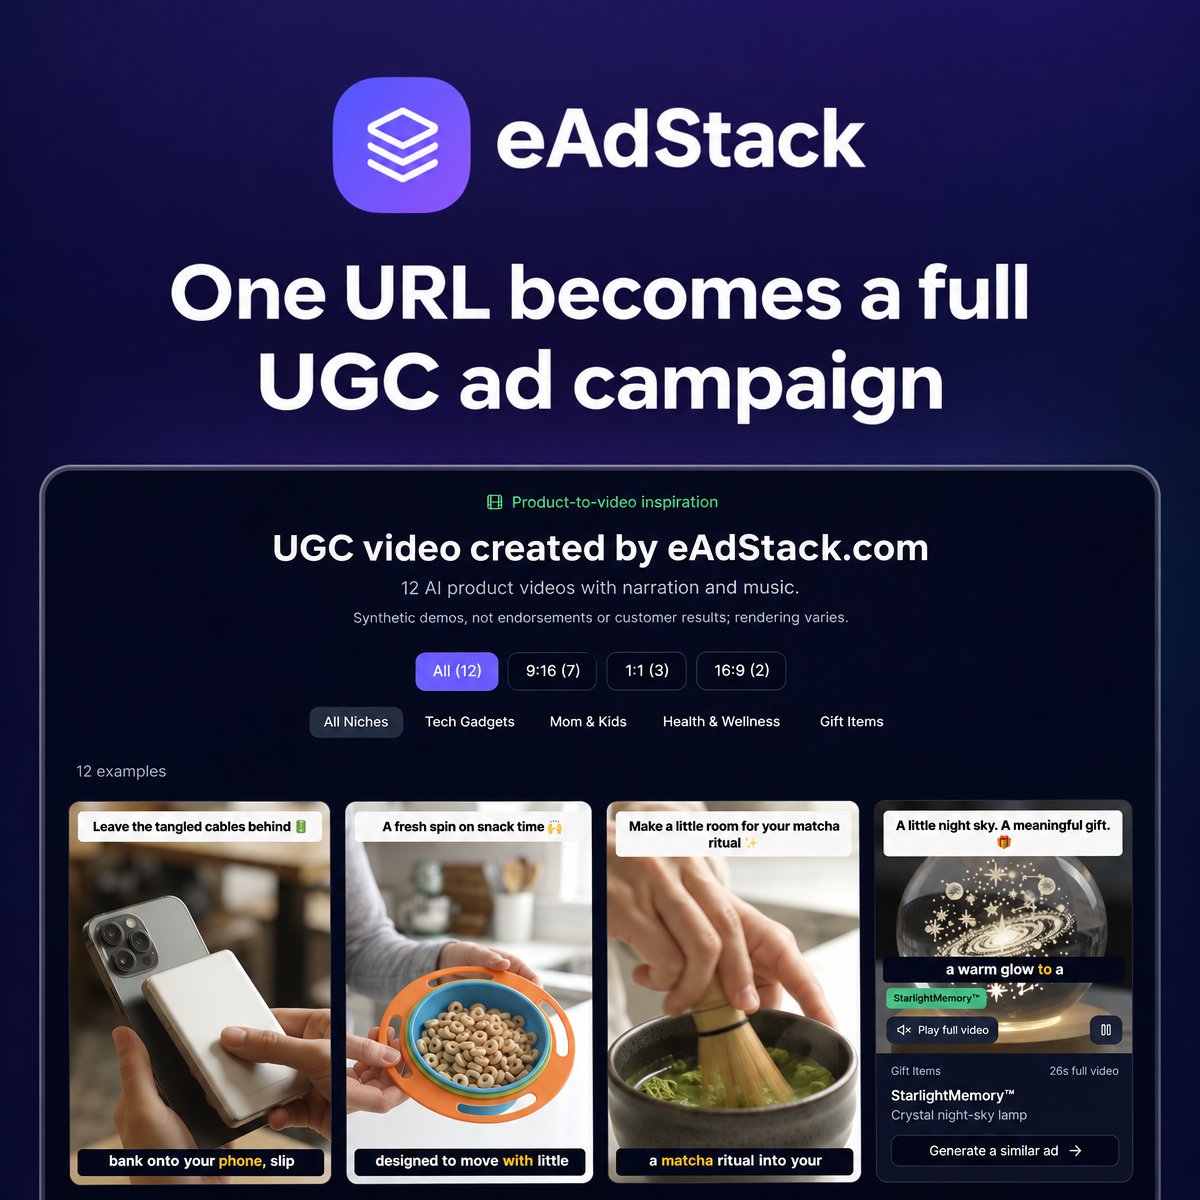 eAdStack
One URL becomes a full
UGC ad campaign
Product-to-video inspiration
UGC video created by eAdStack.com
12 AI product videos with narration and music.
Synthetic demos, not endorsements or customer results; rendering varies.
All (12)
9:16 (7)
1:1 (3)
16:9 (2)
All Niches
Tech Gadgets
Mom & Kids
Health & Wellness
Gift Items
12 examples
Leave the tangled cables behind 🔋
bank onto your phone, slip
A fresh spin on snack time 🙌
designed to move with little
Make a little room for your matcha
ritual ✨
a matcha ritual into your
A little night sky. A meaningful gift.
🎁
a warm glow to a
StarlightMemory™
Play full video
Gift Items
26s full video
StarlightMemory™
Crystal night-sky lamp
Generate a similar ad →